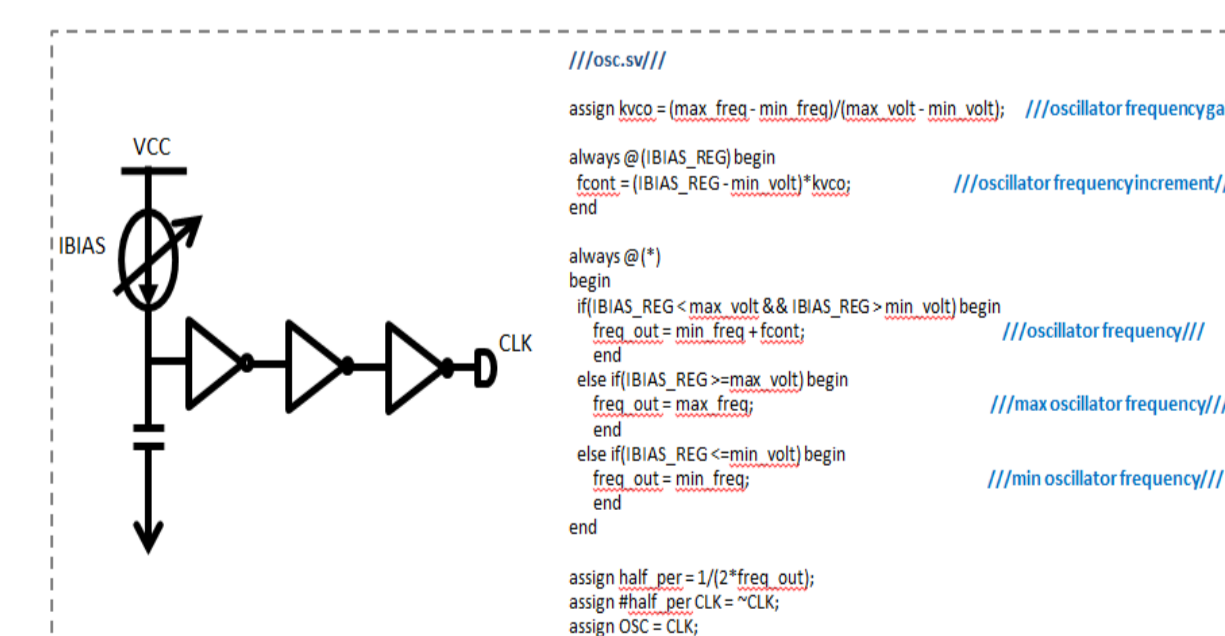 ///osc.sv///
assign kvco = (max_freq - min_freq)/(max_volt - min_volt); ///oscillator frequency ga
VCC
always @(IBIAS_REG) begin
fcont = (IBIAS_REG - min_volt)*kvco; ///oscillator frequency increment//
end
IBIAS
always @(*)
begin
if(IBIAS_REG < max_volt && IBIAS_REG > min_volt) begin
freq_out = min_freq + fcont; ///oscillator frequency///
CLK
end
else if(IBIAS_REG >=max_volt) begin
freq_out = max_freq; ///max oscillator frequency///
end
else if(IBIAS_REG <=min_volt) begin
freq_out = min_freq; ///min oscillator frequency///
end
end
assign half_per = 1/(2*freq_out);
assign #half_per CLK = ~CLK;
assign OSC = CLK;